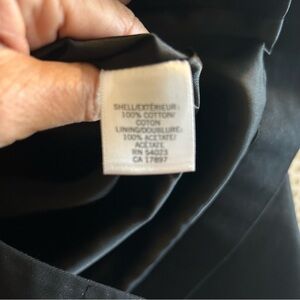 SHELL/EXTÉRIEUR:
100% COTTON/
COTON
LINING/DOUBLURE:
100% ACETATE/
ACÉTATE
RN 54023
CA 17897